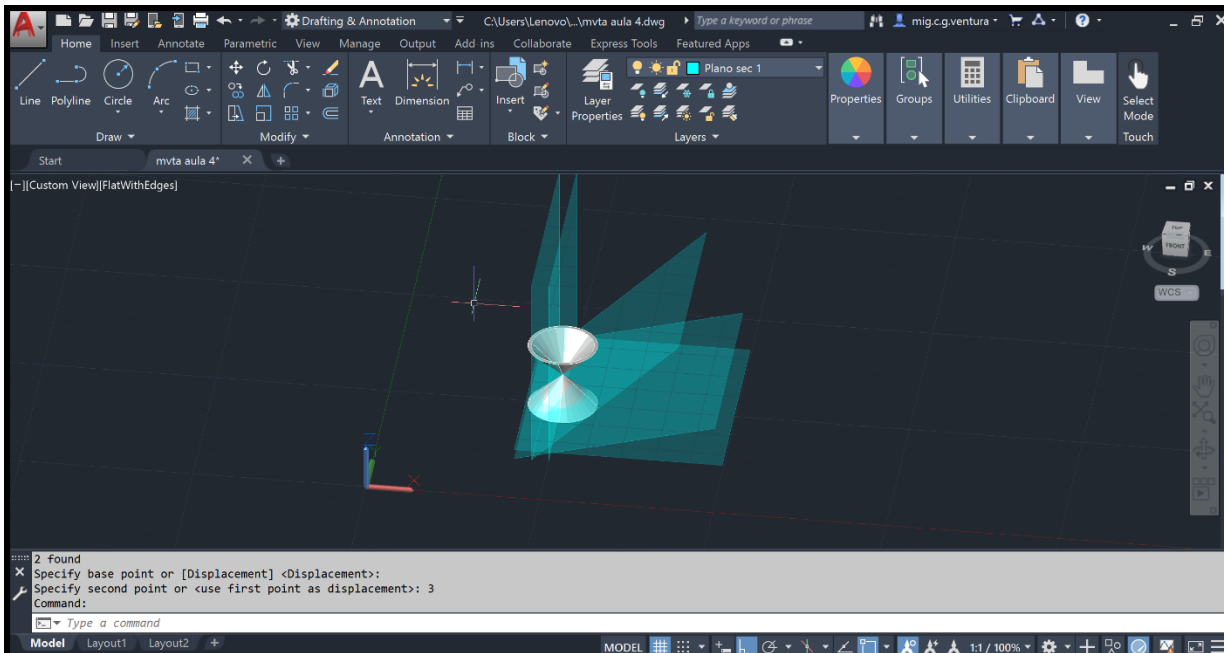 Drafting & Annotation
C:\Users\Lenovo\...\mvta aula 4.dwg
Type a keyword or phrase
mig.c.g.ventura
Home Insert Annotate Parametric View Manage Output Add-ins Collaborate Express Tools Featured Apps
Plano sec 1
Line Polyline Circle Arc
Text Dimension
Insert
Layer Properties
Properties Groups Utilities Clipboard View Select Mode
Draw Modify Annotation Block Layers Touch
Start mvta aula 4* +
[-][Custom View][FlatWithEdges]
TOP
W FRONT E
S
WCS
Z
Y
X
2 found
Specify base point or [Displacement] <Displacement>:
Specify second point or <use first point as displacement>: 3
Command:
Type a command
Model Layout1 Layout2 +
MODEL 1:1 / 100%